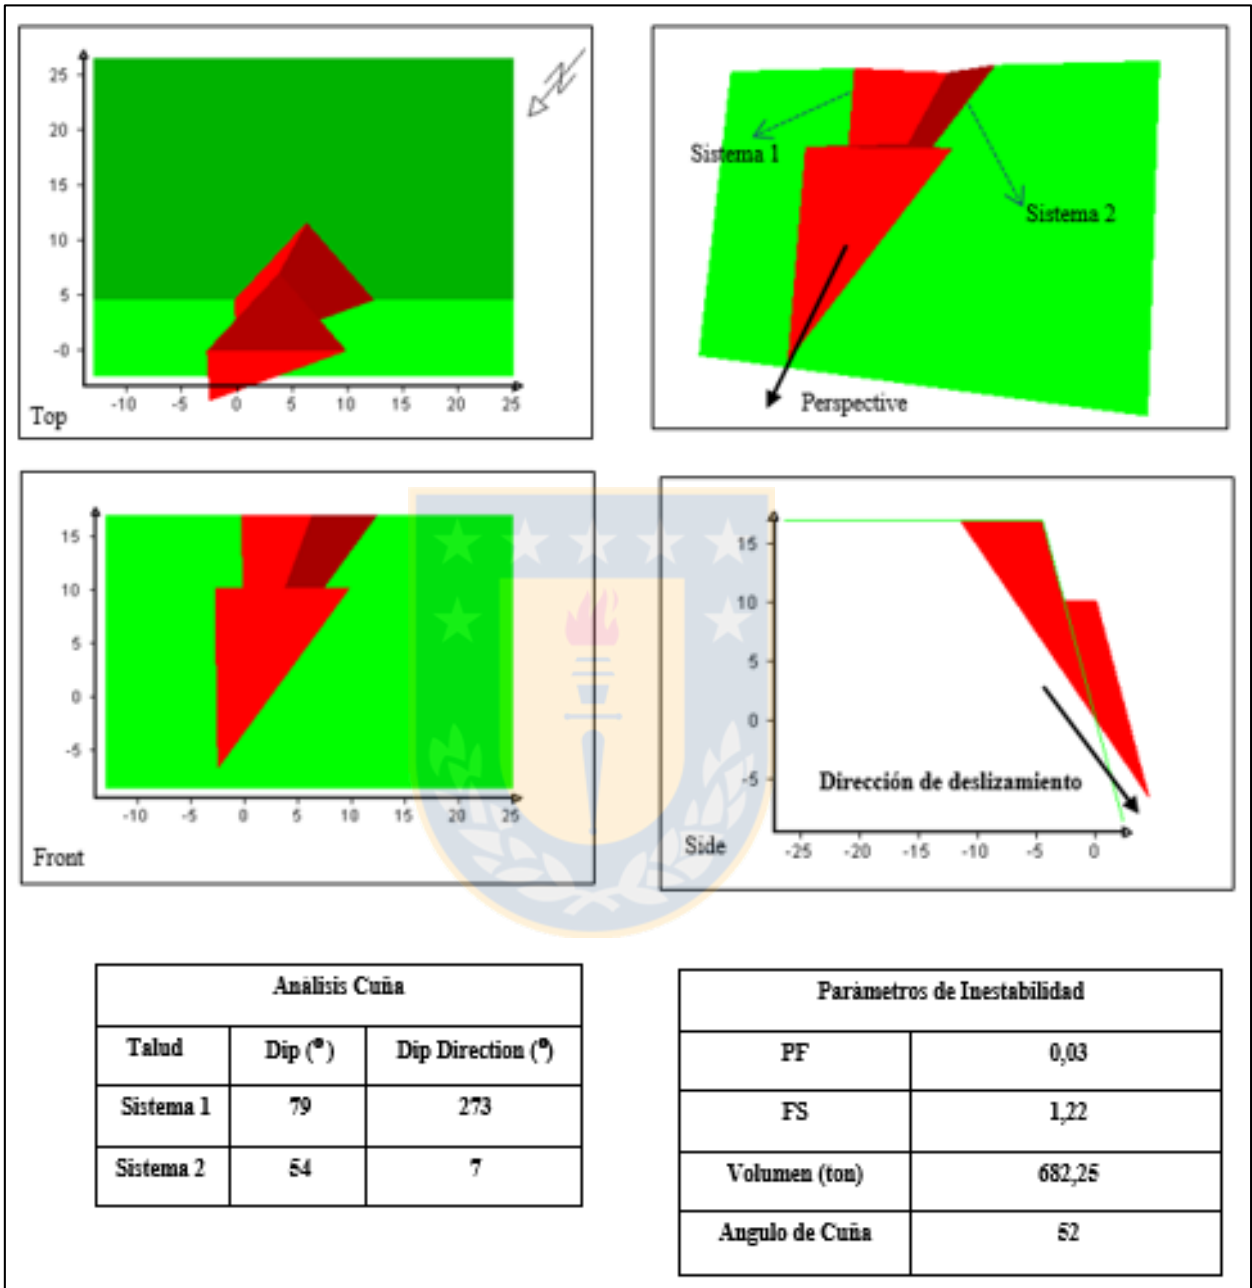 25
20
15
10
5
-0
-10 -5 0 5 10 15 20 25
Top
Sistema 1
Sistema 2
Perspective
15
10
5
0
-5
-10 -5 0 5 10 15 20 25
Front
15
10
5
0
-5
Dirección de deslizamiento
Side
-25 -20 -15 -10 -5 0
Análisis Cuña
Talud Dip (º) Dip Direction (º)
Sistema 1 79 273
Sistema 2 54 7
Parámetros de Inestabilidad
PF 0,03
FS 1,22
Volumen (ton) 682,25
Angulo de Cuña 52